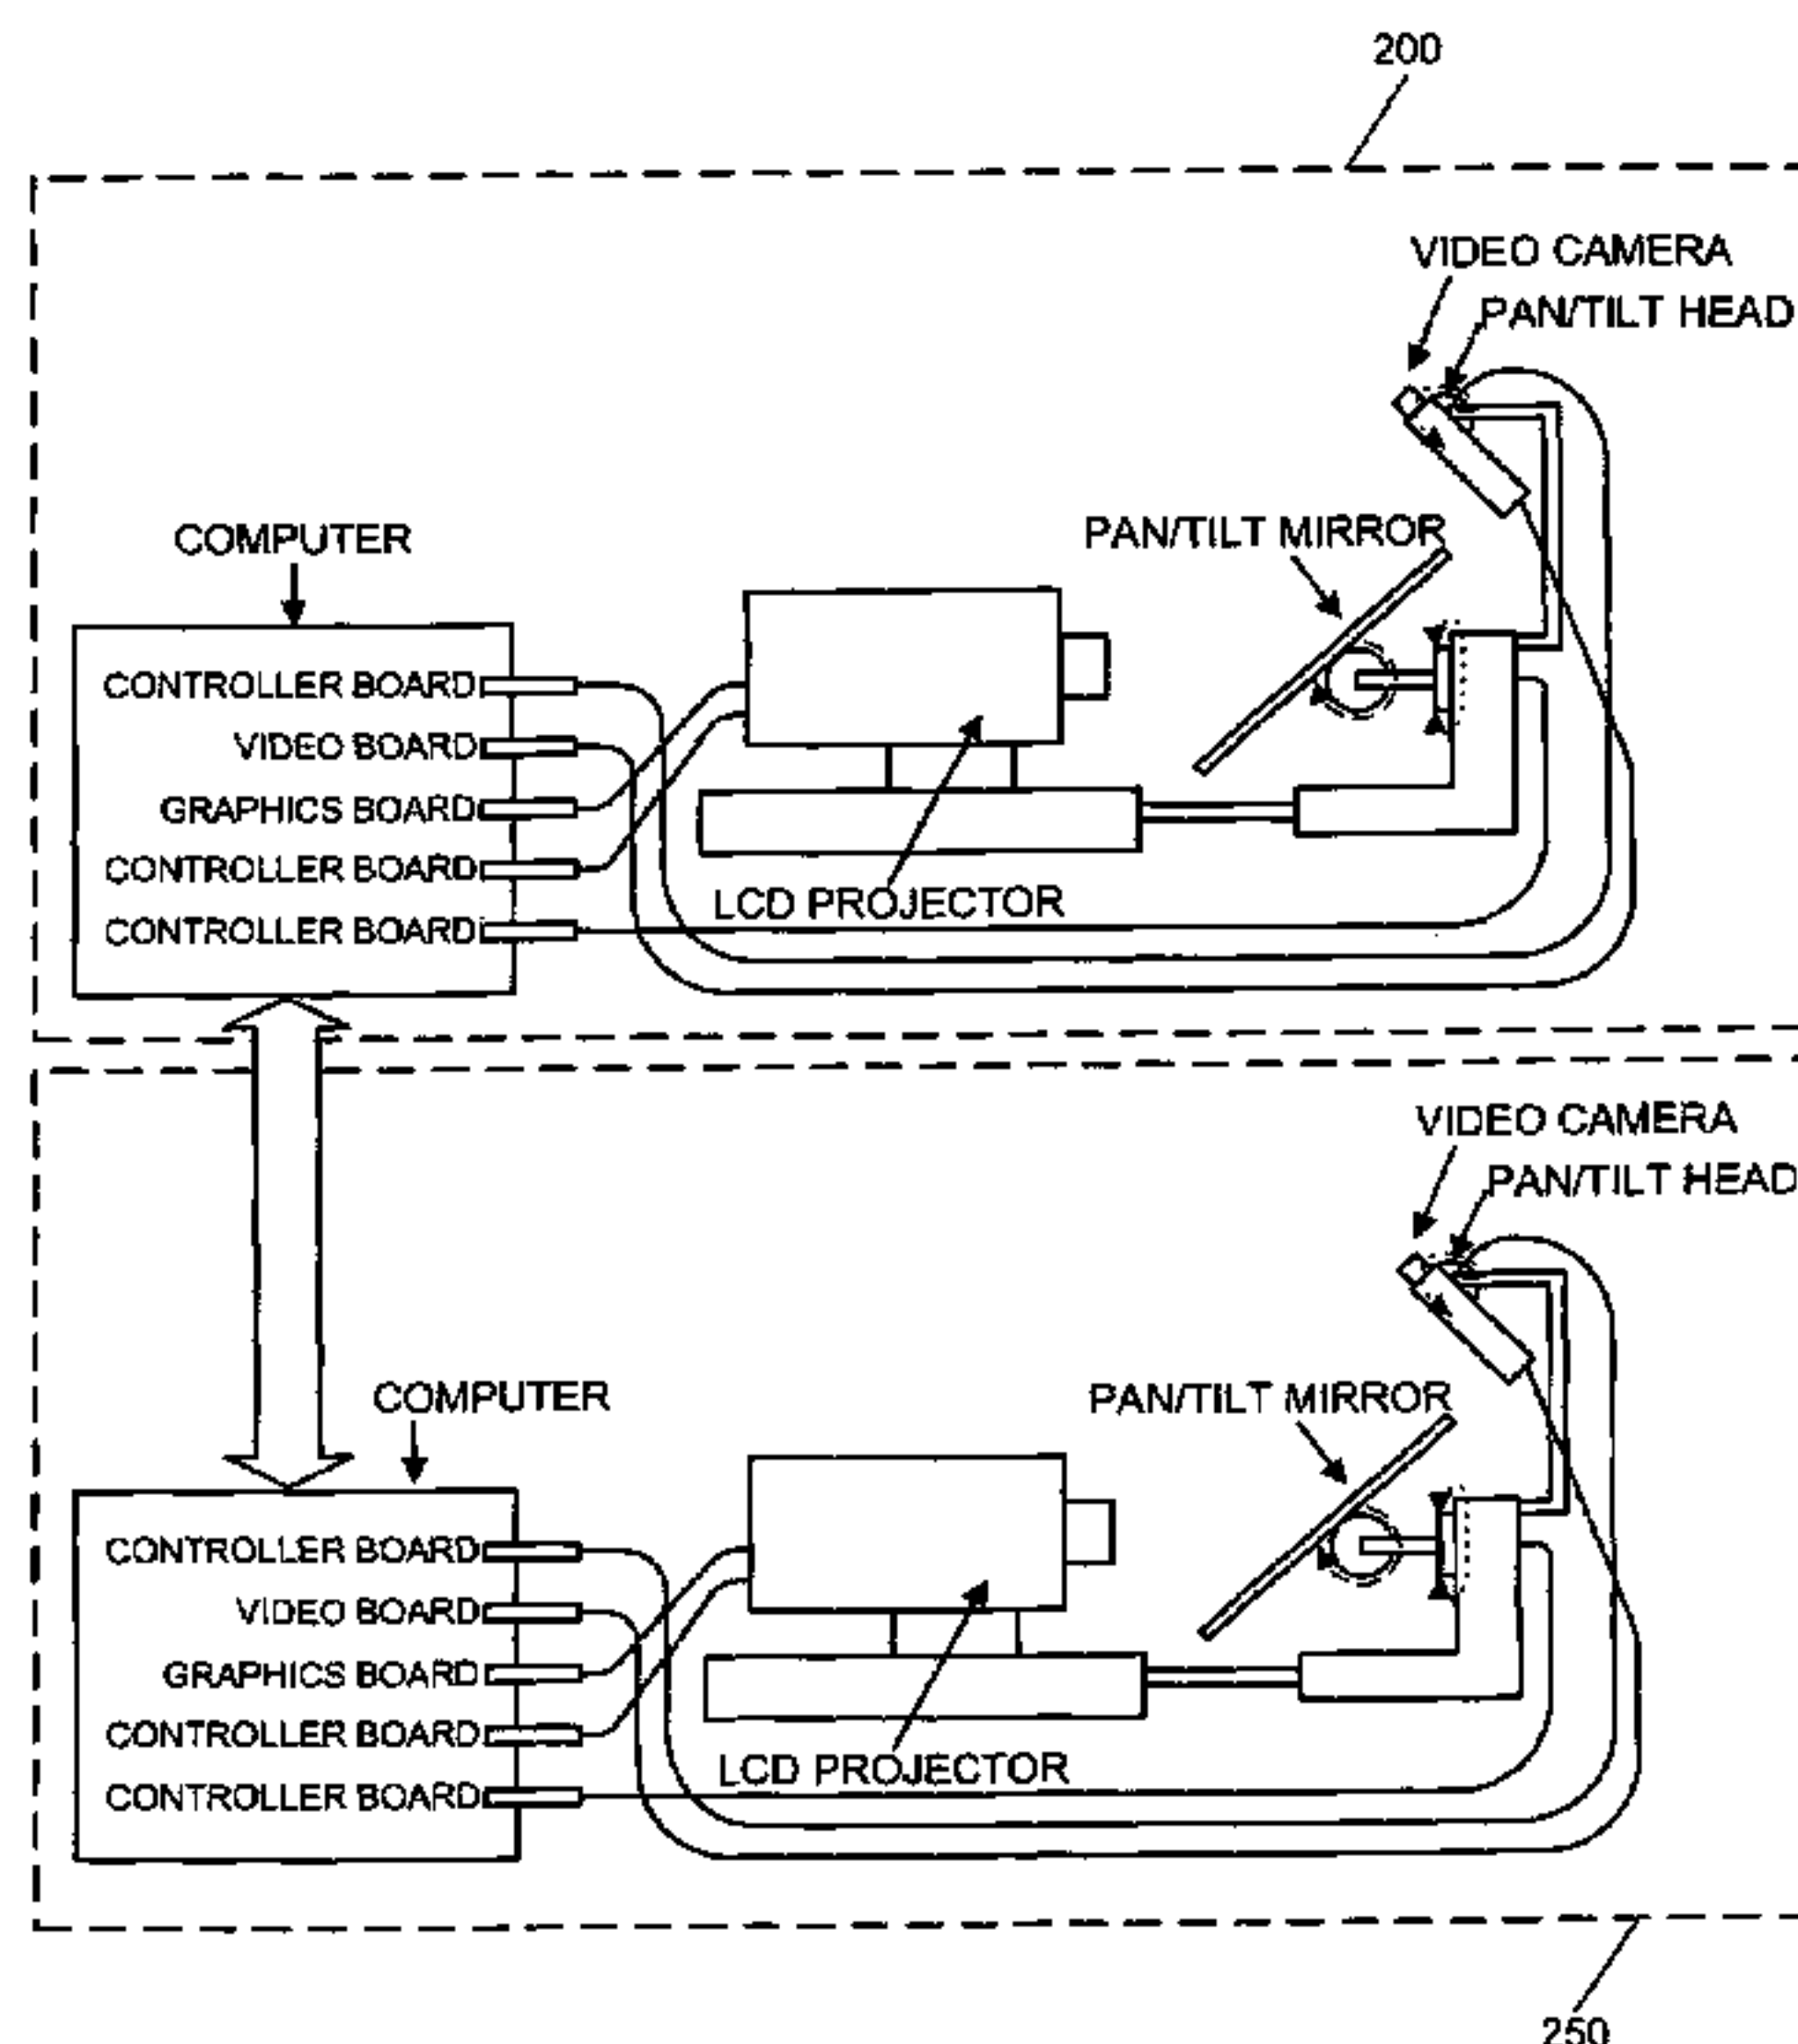 200
VIDEO CAMERA
PAN/TILT HEAD
COMPUTER
PAN/TILT MIRROR
CONTROLLER BOARD
VIDEO BOARD
GRAPHICS BOARD
CONTROLLER BOARD
LCD PROJECTOR
CONTROLLER BOARD
VIDEO CAMERA
PAN/TILT HEAD
COMPUTER
PAN/TILT MIRROR
CONTROLLER BOARD
VIDEO BOARD
GRAPHICS BOARD
CONTROLLER BOARD
LCD PROJECTOR
CONTROLLER BOARD
250